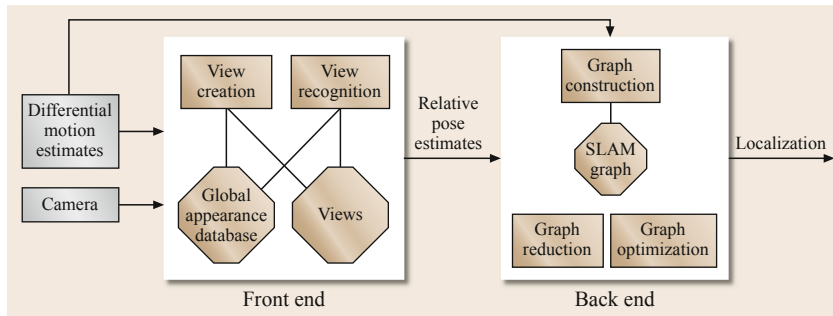 Differential
motion
estimates
Camera
View
creation
View
recognition
Global
appearance
database
Views
Front end
Relative
pose
estimates
Graph
construction
SLAM
graph
Graph
reduction
Graph
optimization
Back end
Localization